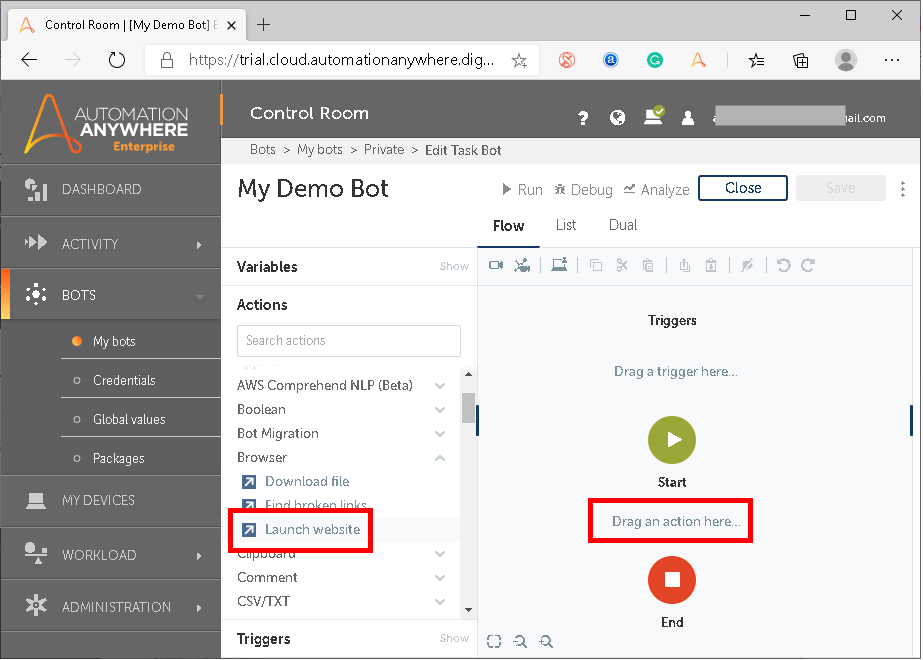 Control Room | [My Demo Bot] E
https://trial.cloud.automationanywhere.dig...
AUTOMATION
ANYWHERE
Enterprise
Control Room
ail.com
Bots > My bots > Private > Edit Task Bot
DASHBOARD
ACTIVITY
BOTS
My bots
Credentials
Global values
Packages
MY DEVICES
WORKLOAD
ADMINISTRATION
My Demo Bot
Run
Debug
Analyze
Close
Save
Flow
List
Dual
Variables
Show
Actions
Search actions
AWS Comprehend NLP (Beta)
Boolean
Bot Migration
Browser
Download file
Find broken links
Launch website
Clipboard
Comment
CSV/TXT
Triggers
Show
Triggers
Drag a trigger here...
Start
Drag an action here...
End